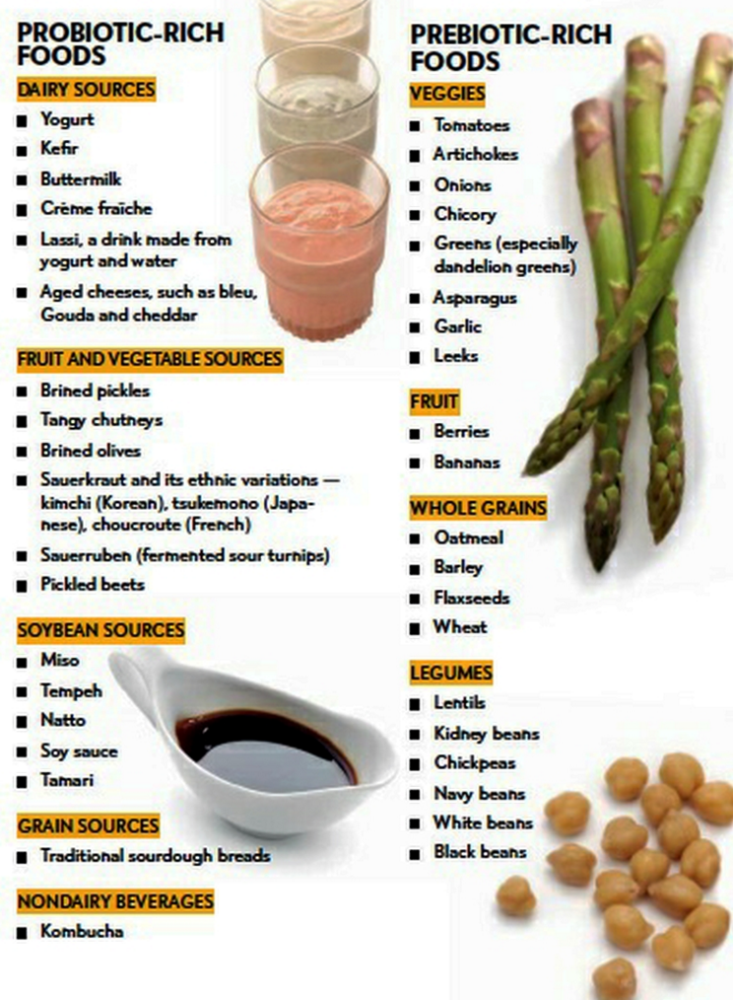 PROBIOTIC-RICH
FOODS
DAIRY SOURCES
Yogurt
Kefir
Buttermilk
Crème fraîche
Lassi, a drink made from
yogurt and water
Aged cheeses, such as bleu,
Gouda and cheddar
FRUIT AND VEGETABLE SOURCES
Brined pickles
Tangy chutneys
Brined olives
Sauerkraut and its ethnic variations —
kimchi (Korean), tsukemono (Japa-
nese), choucroute (French)
Sauerruben (fermented sour turnips)
Pickled beets
SOYBEAN SOURCES
Miso
Tempeh
Natto
Soy sauce
Tamari
GRAIN SOURCES
Traditional sourdough breads
NONDAIRY BEVERAGES
Kombucha
PREBIOTIC-RICH
FOODS
VEGGIES
Tomatoes
Artichokes
Onions
Chicory
Greens (especially
dandelion greens)
Asparagus
Garlic
Leeks
FRUIT
Berries
Bananas
WHOLE GRAINS
Oatmeal
Barley
Flaxseeds
Wheat
LEGUMES
Lentils
Kidney beans
Chickpeas
Navy beans
White beans
Black beans